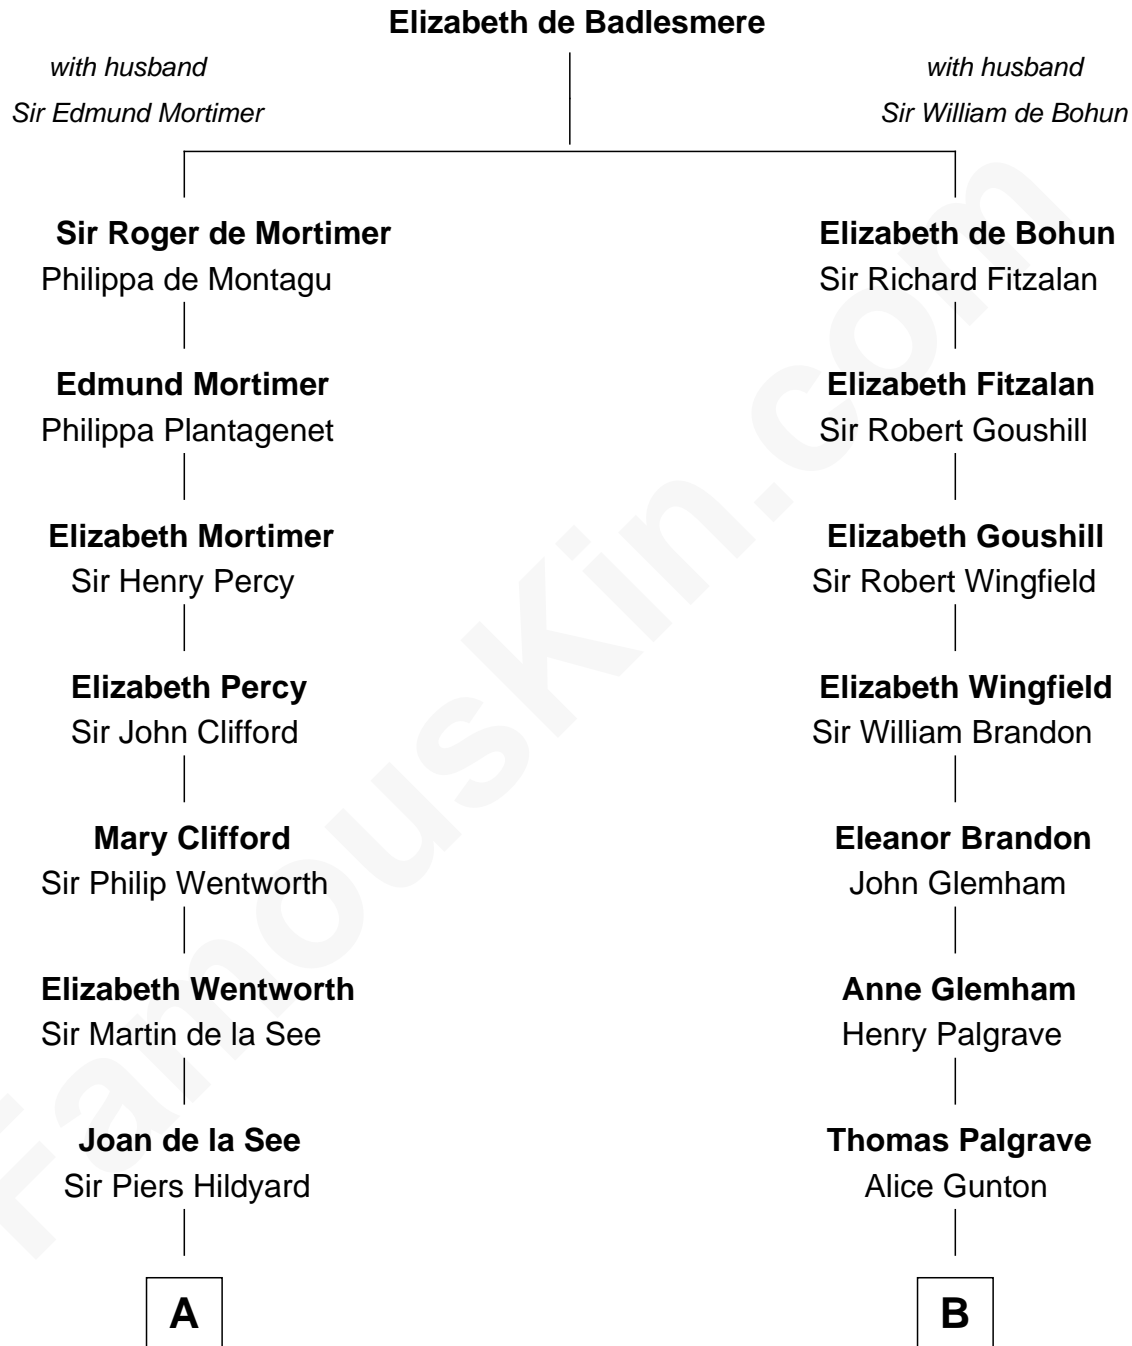 Elizabeth de Badlesmere
with husband
Sir Edmund Mortimer
with husband
Sir William de Bohun
Sir Roger de Mortimer
Philippa de Montagu
Elizabeth de Bohun
Sir Richard Fitzalan
Edmund Mortimer
Philippa Plantagenet
Elizabeth Fitzalan
Sir Robert Goushill
Elizabeth Mortimer
Sir Henry Percy
Elizabeth Goushill
Sir Robert Wingfield
Elizabeth Percy
Sir John Clifford
Elizabeth Wingfield
Sir William Brandon
Mary Clifford
Sir Philip Wentworth
Eleanor Brandon
John Glemham
Elizabeth Wentworth
Sir Martin de la See
Anne Glemham
Henry Palgrave
Joan de la See
Sir Piers Hildyard
Thomas Palgrave
Alice Gunton
A
B
FamousKin.com